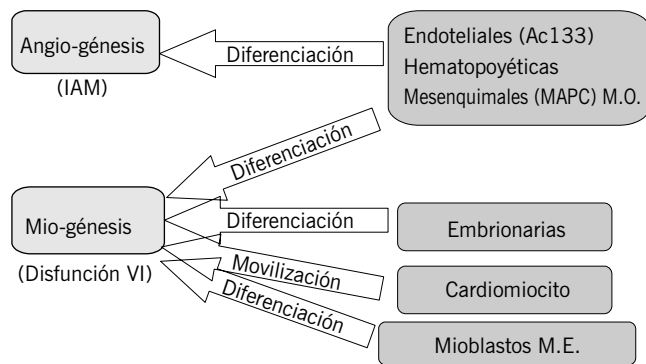 Angio-génesis
(IAM)
Diferenciación
Endoteliales (Ac133)
Hematopoyéticas
Mesenquimales (MAPC) M.O.
Diferenciación
Mio-génesis
(Disfunción VI)
Diferenciación
Embrionarias
Movilización
Cardiomiocito
Diferenciación
Mioblastos M.E.